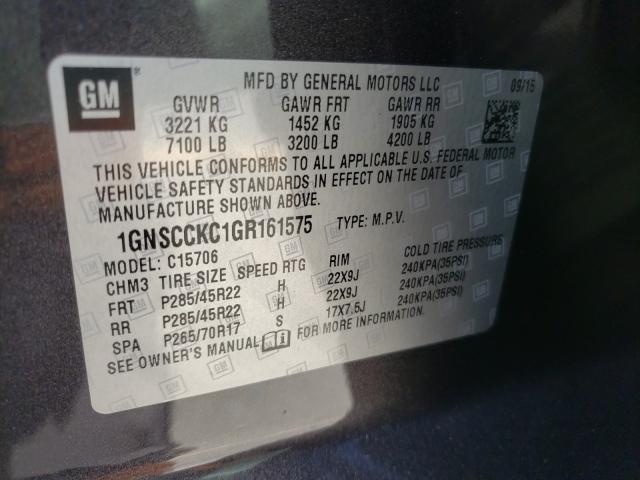 GM
MFD BY GENERAL MOTORS LLC 09/15
GVWR GAWR FRT GAWR RR
3221 KG 1452 KG 1905 KG
7100 LB 3200 LB 4200 LB
THIS VEHICLE CONFORMS TO ALL APPLICABLE U.S. FEDERAL MOTOR
VEHICLE SAFETY STANDARDS IN EFFECT ON THE DATE OF
MANUFACTURE SHOWN ABOVE.
1GNSCCKC1GR161575 TYPE: M.P.V.
MODEL: C15706
CHM3 TIRE SIZE SPEED RTG RIM COLD TIRE PRESSURE
FRT P285/45R22 H 22X9J 240KPA(35PSI)
RR P285/45R22 H 22X9J 240KPA(35PSI)
SPA P265/70R17 S 17X7.5J 240KPA(35PSI)
SEE OWNER'S MANUAL FOR MORE INFORMATION.